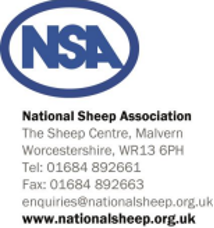 NSA
National Sheep Association
The Sheep Centre, Malvern
Worcestershire, WR13 6PH
Tel: 01684 892661
Fax: 01684 892663
enquiries@nationalsheep.org.uk
www.nationalsheep.org.uk